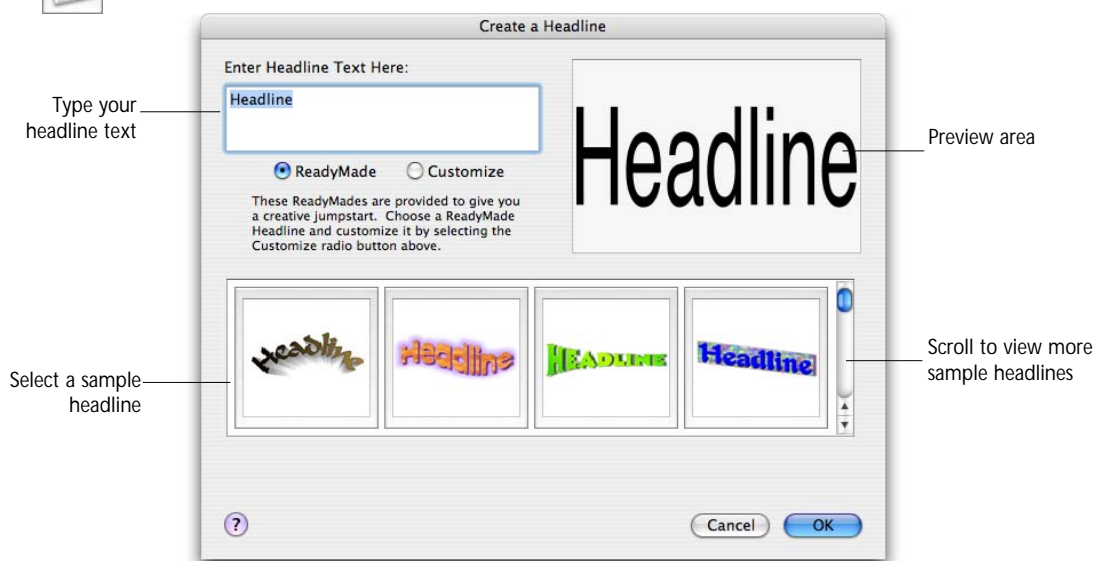 Create a Headline
Enter Headline Text Here:
Headline
Type your
headline text
ReadyMade
Customize
These ReadyMades are provided to give you
a creative jumpstart. Choose a ReadyMade
Headline and customize it by selecting the
Customize radio button above.
Headline
Preview area
Headline
Headline
HEADLINE
Headline
Select a sample
headline
Scroll to view more
sample headlines
?
Cancel
OK